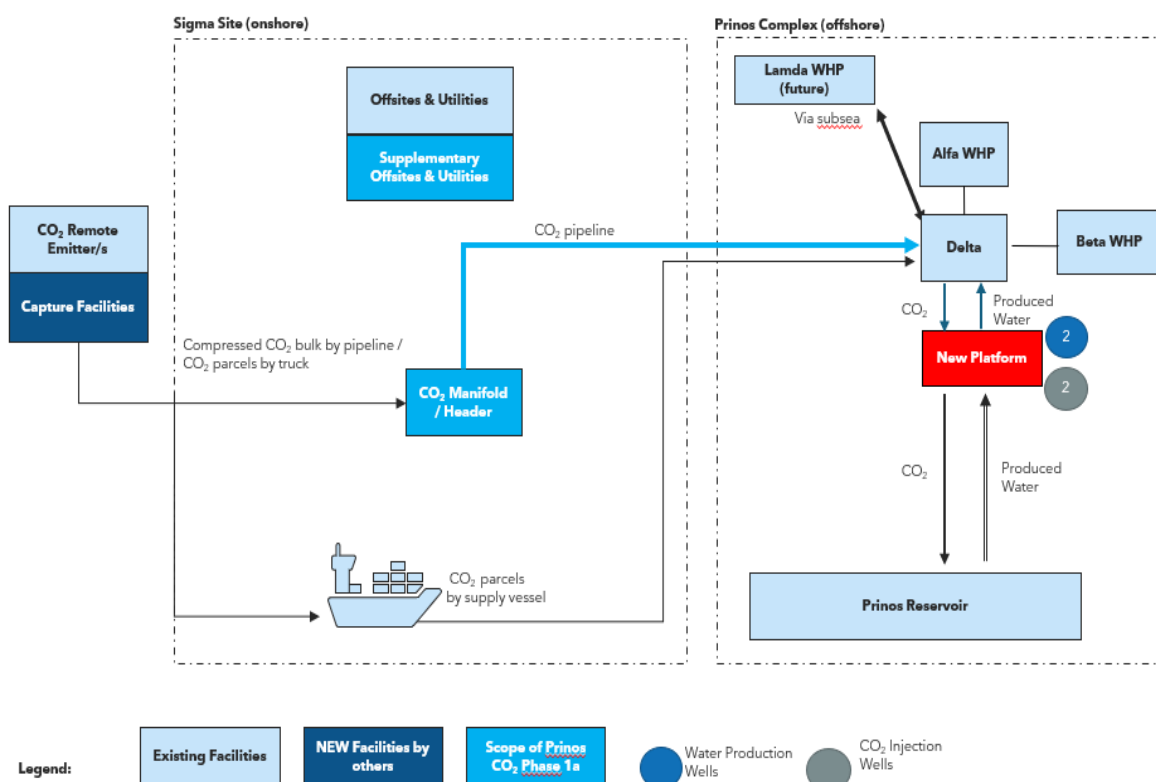 Sigma Site (onshore)
Prinos Complex (offshore)
Offsites & Utilities
Supplementary
Offsites & Utilities
Lamda WHP
(future)
Via subsea
Alfa WHP
CO₂ Remote
Emitter/s
Capture Facilities
CO₂ pipeline
Delta
Beta WHP
CO₂
Produced
Water
Compressed CO₂ bulk by pipeline /
CO₂ parcels by truck
New Platform
2
2
CO₂ Manifold
/ Header
CO₂
Produced
Water
CO₂ parcels
by supply vessel
Prinos Reservoir
Legend:
Existing Facilities
NEW Facilities by
others
Scope of Prinos
CO₂ Phase 1a
Water Production
Wells
CO₂ Injection
Wells